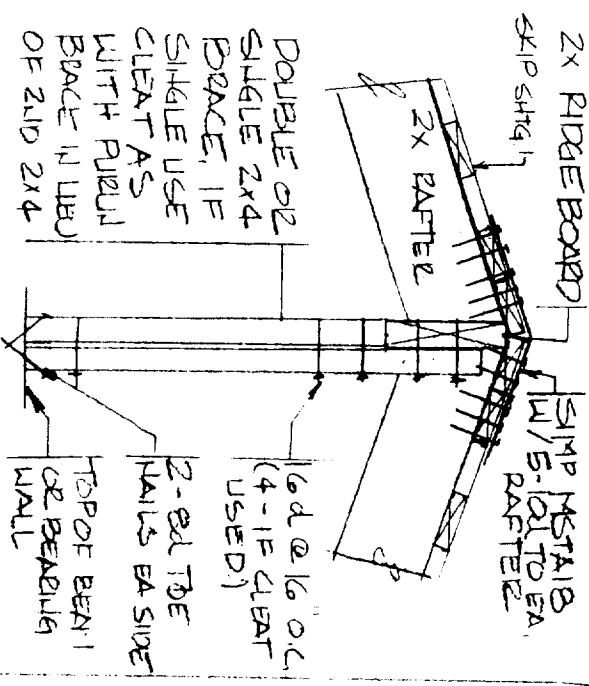 2X RIDGE BOARD
SKIP SHTG'
2X RAFTER
SIMP MSTA18
W/ 5-10d TO EA.
RAFTER
DOUBLE OR
SINGLE 2X4
BRACE, IF
SINGLE USE
CLEAT AS
WITH PURLIN
BRACE IN LIEU
OF 2ND 2X4
16d @ 16 O.C.
(4-IF CLEAT
USED)
2-8d TOE
NAILS EA SIDE
TOP OF BEAM
OR BEARING
WALL